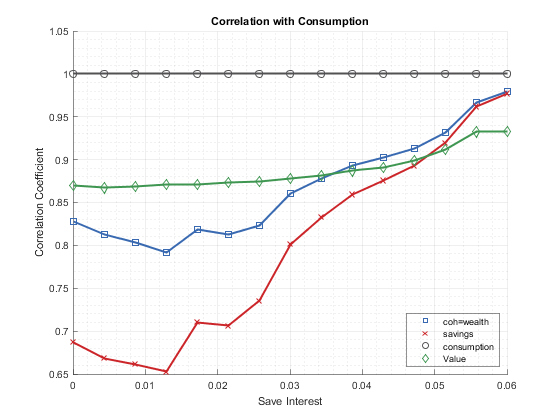 Correlation with Consumption
1.05
1
0.95
0.9
0.85
0.8
0.75
0.7
0.65
Correlation Coefficient
0
0.01
0.02
0.03
0.04
0.05
0.06
Save Interest
coh=wealth
savings
consumption
Value